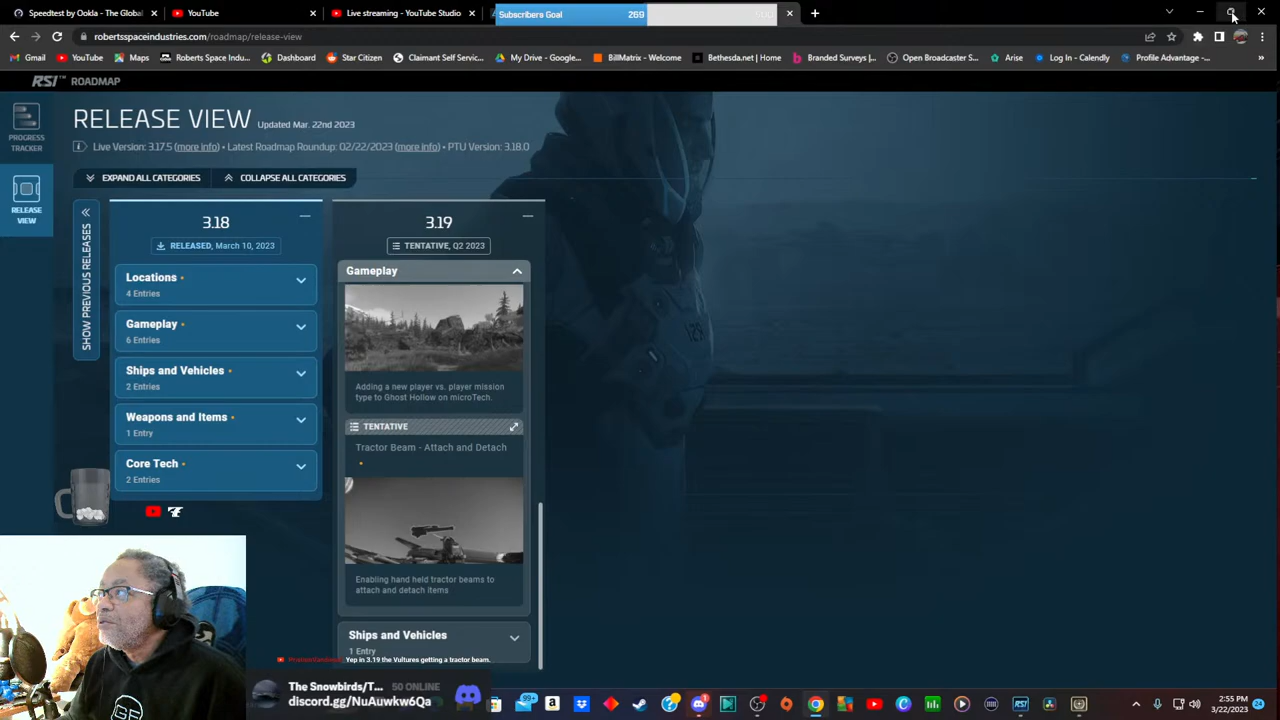 Speedtest by Ookla - The Global
YouTube
Live streaming - YouTube Studio
Subscribers Goal 269
robertsspaceindustries.com/roadmap/release-view
Gmail YouTube Maps Roberts Space Indu... Dashboard Star Citizen Claimant Self Servic... My Drive - Google... BillMatrix - Welcome Bethesda.net | Home Branded Surveys |... Open Broadcaster S... Arise Log In - Calendly Profile Advantage -... »
RSI ROADMAP
PROGRESS TRACKER
RELEASE VIEW
RELEASE VIEW Updated Mar. 22nd 2023
Live Version: 3.17.5 (more info) • Latest Roadmap Roundup: 02/22/2023 (more info) • PTU Version: 3.18.0
EXPAND ALL CATEGORIES COLLAPSE ALL CATEGORIES
SHOW PREVIOUS RELEASES
3.18
RELEASED, March 10, 2023
Locations
4 Entries
Gameplay
6 Entries
Ships and Vehicles
2 Entries
Weapons and Items
1 Entry
Core Tech
2 Entries
3.19
TENTATIVE, Q2 2023
Gameplay
Adding a new player vs. player mission
type to Ghost Hollow on microTech.
TENTATIVE
Tractor Beam - Attach and Detach
Enabling hand held tractor beams to
attach and detach items
Ships and Vehicles
1 Entry
Yep in 3.19 the Vultures getting a tractor beam.
The Snowbirds/T... 50 ONLINE
discord.gg/NuAuwkw6Qa
99+
1
2:55 PM
3/22/2023
24